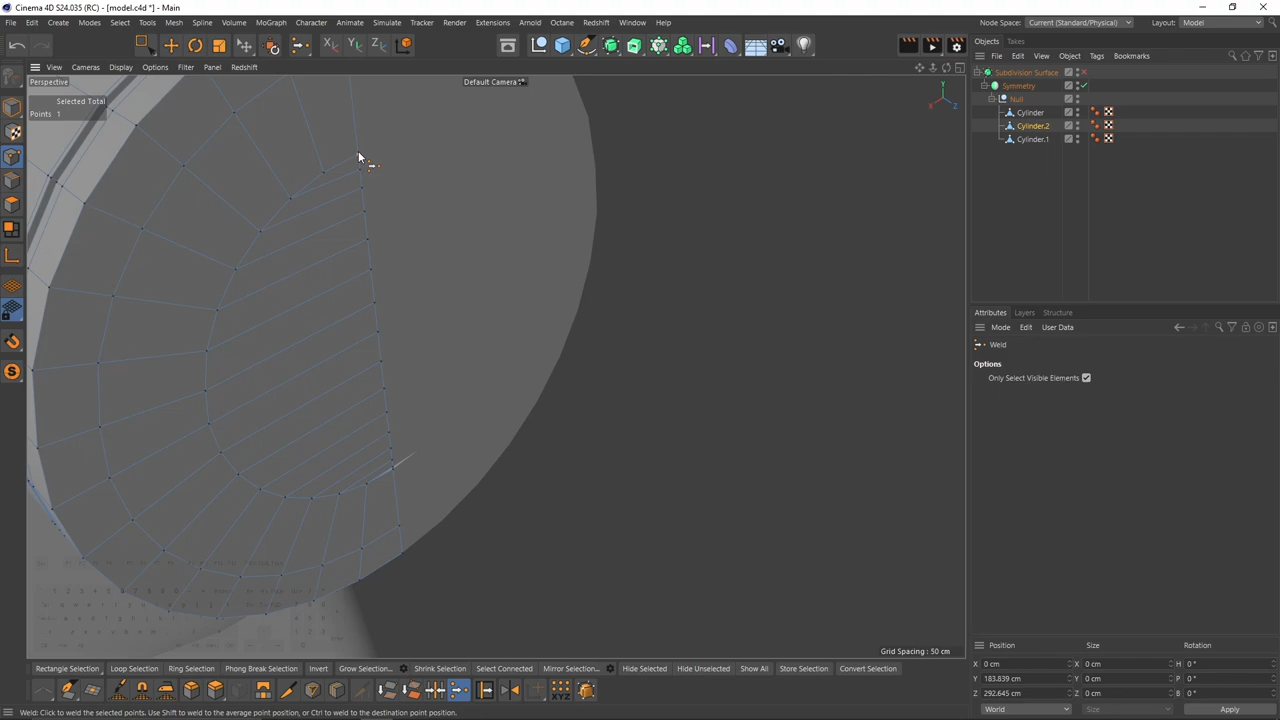 Cinema 4D S24.035 (RC) - [model.c4d *] - Main
File Edit Create Modes Select Tools Mesh Spline Volume MoGraph Character Animate Simulate Tracker Render Extensions Arnold Octane Redshift Window Help
Node Space: Current (Standard/Physical) Layout: Model
Objects Takes
File Edit View Object Tags Bookmarks
View Cameras Display Options Filter Panel Redshift
Perspective
Default Camera
Selected Total
Points 1
Subdivision Surface
Symmetry
Null
Cylinder
Cylinder.2
Cylinder.1
Attributes Layers Structure
Mode Edit User Data
Weld
Options
Only Select Visible Elements
Grid Spacing : 50 cm
Position Size Rotation
X 0 cm X 0 cm H 0 °
Y 183.839 cm Y 0 cm P 0 °
Z 292.645 cm Z 0 cm B 0 °
World Size Apply
Rectangle Selection Loop Selection Ring Selection Phong Break Selection Invert Grow Selection... Shrink Selection Select Connected Mirror Selection... Hide Selected Hide Unselected Show All Store Selection Convert Selection
Weld: Click to weld the selected points. Use Shift to weld to the average point position, or Ctrl to weld to the destination point position.